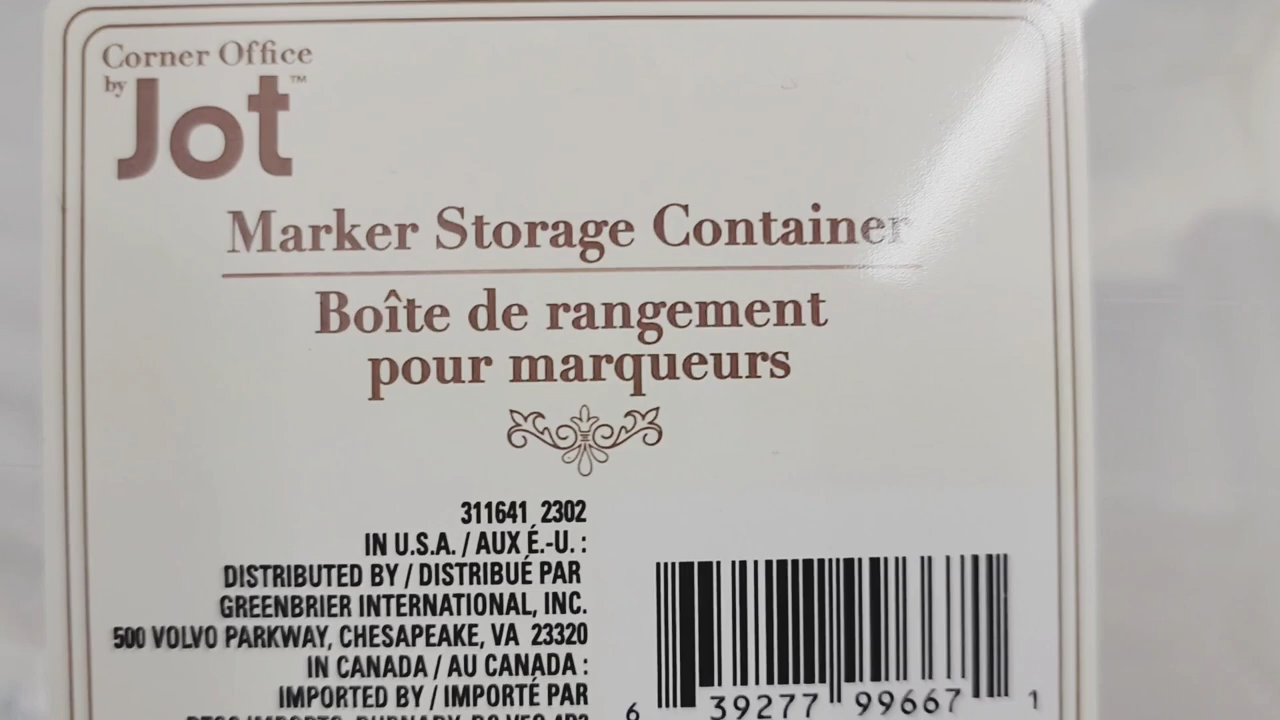 Corner Office
by Jot™
Marker Storage Container
Boîte de rangement
pour marqueurs
311641 2302
IN U.S.A. / AUX É.-U. :
DISTRIBUTED BY / DISTRIBUÉ PAR
GREENBRIER INTERNATIONAL, INC.
500 VOLVO PARKWAY, CHESAPEAKE, VA 23320
IN CANADA / AU CANADA :
IMPORTED BY / IMPORTÉ PAR
6 39277 99667 1